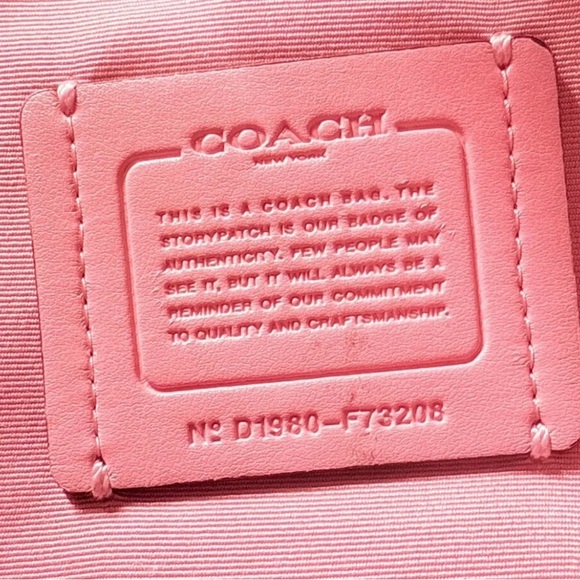 COACH
NEW YORK
THIS IS A COACH BAG. THE
STORYPATCH IS OUR BADGE OF
AUTHENTICITY. FEW PEOPLE MAY
SEE IT, BUT IT WILL ALWAYS BE A
REMINDER OF OUR COMMITMENT
TO QUALITY AND CRAFTSMANSHIP.
Nº D1980-F73208